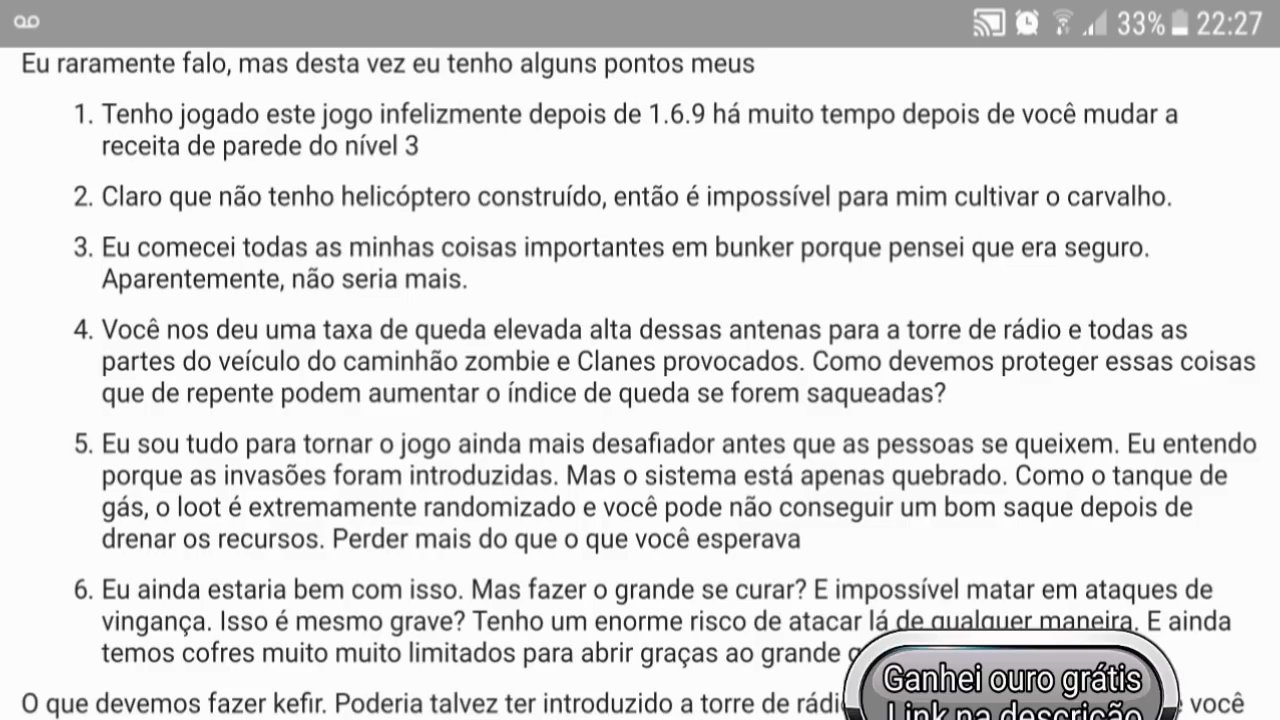 33% 22:27
Eu raramente falo, mas desta vez eu tenho alguns pontos meus
1. Tenho jogado este jogo infelizmente depois de 1.6.9 há muito tempo depois de você mudar a
receita de parede do nível 3
2. Claro que não tenho helicóptero construído, então é impossível para mim cultivar o carvalho.
3. Eu comecei todas as minhas coisas importantes em bunker porque pensei que era seguro.
Aparentemente, não seria mais.
4. Você nos deu uma taxa de queda elevada alta dessas antenas para a torre de rádio e todas as
partes do veículo do caminhão zombie e Clanes provocados. Como devemos proteger essas coisas
que de repente podem aumentar o índice de queda se forem saqueadas?
5. Eu sou tudo para tornar o jogo ainda mais desafiador antes que as pessoas se queixem. Eu entendo
porque as invasões foram introduzidas. Mas o sistema está apenas quebrado. Como o tanque de
gás, o loot é extremamente randomizado e você pode não conseguir um bom saque depois de
drenar os recursos. Perder mais do que o que você esperava
6. Eu ainda estaria bem com isso. Mas fazer o grande se curar? E impossível matar em ataques de
vingança. Isso é mesmo grave? Tenho um enorme risco de atacar lá de qualquer maneira. E ainda
temos cofres muito muito limitados para abrir graças ao grande
O que devemos fazer kefir. Poderia talvez ter introduzido a torre de você
Ganhei ouro grátis
Link na descrição